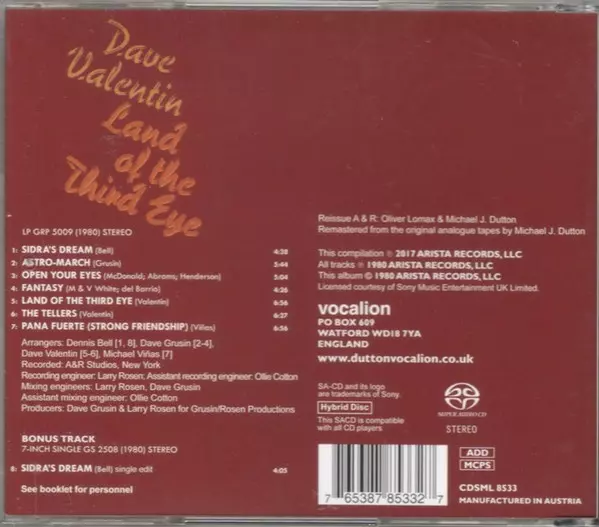 Dave
Valentin
Land
of the
Third Eye
LP GRP 5009 (1980) STEREO
1: SIDRA'S DREAM (Bell) 4:38
2: ASTRO-MARCH (Grusin) 5:44
3: OPEN YOUR EYES (McDonald; Abrams; Henderson) 5:04
4: FANTASY (M & V White; del Barrio) 4:26
5: LAND OF THE THIRD EYE (Valentin) 6:56
6: THE TELLERS (Valentin) 6:27
7: PANA FUERTE (STRONG FRIENDSHIP) (Viñas) 6:56
Arrangers: Dennis Bell [1, 8], Dave Grusin [2-4],
Dave Valentin [5-6], Michael Viñas [7]
Recorded: A&R Studios, New York
Recording engineer: Larry Rosen; Assistant recording engineer: Ollie Cotton
Mixing engineers: Larry Rosen, Dave Grusin
Assistant mixing engineer: Ollie Cotton
Producers: Dave Grusin & Larry Rosen for Grusin/Rosen Productions
BONUS TRACK
7-INCH SINGLE GS 2508 (1980) STEREO
8: SIDRA'S DREAM (Bell) single edit 4:05
See booklet for personnel
Reissue A & R: Oliver Lomax & Michael J. Dutton
Remastered from the original analogue tapes by Michael J. Dutton
This compilation ℗ 2017 ARISTA RECORDS, LLC
All tracks ℗ 1980 ARISTA RECORDS, LLC
This album © 1980 ARISTA RECORDS, LLC
Licensed courtesy of Sony Music Entertainment UK Limited.
vocalion
PO BOX 609
WATFORD WD18 7YA
ENGLAND
www.duttonvocalion.co.uk
SA-CD and its logo
are trademarks of Sony.
Hybrid Disc
This SACD is compatible
with all CD players
SUPER AUDIO CD
STEREO
ADD
MCPS
7 65387 85332 7
CDSML 8533
MANUFACTURED IN AUSTRIA